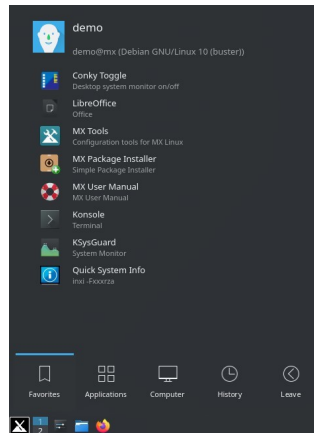 demo
demo@mx (Debian GNU/Linux 10 (buster))
Conky Toggle
Desktop system monitor on/off
LibreOffice
Office
MX Tools
Configuration tools for MX Linux
MX Package Installer
Simple Package Installer
MX User Manual
MX User Manual
Konsole
Terminal
KSysGuard
System Monitor
Quick System Info
inxi -Fxxxrza
Favorites
Applications
Computer
History
Leave
1
2